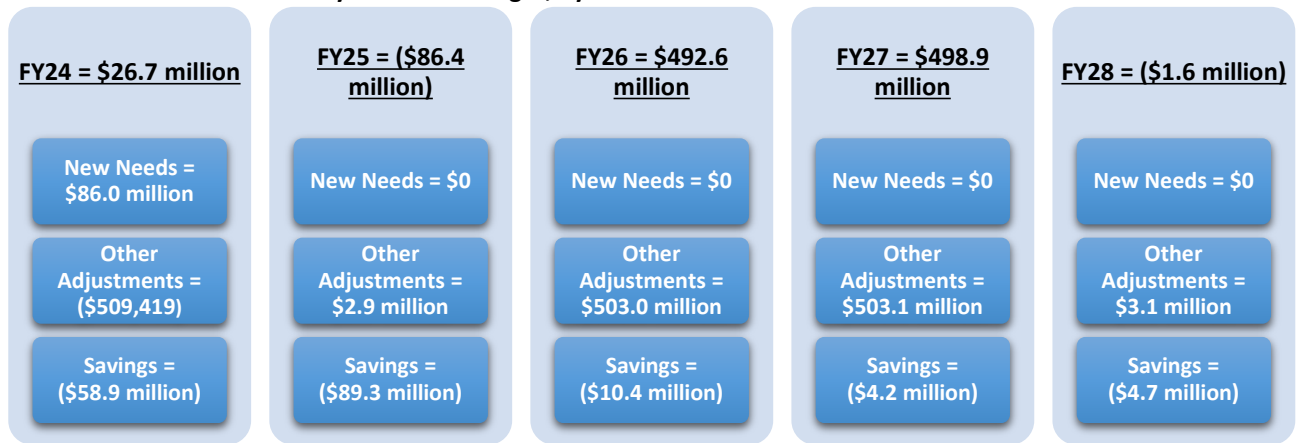 FY24 = $26.7 million
New Needs =
$86.0 million
Other
Adjustments =
($509,419)
Savings =
($58.9 million)
FY25 = ($86.4
million)
New Needs = $0
Other
Adjustments =
$2.9 million
Savings =
($89.3 million)
FY26 = $492.6
million
New Needs = $0
Other
Adjustments =
$503.0 million
Savings =
($10.4 million)
FY27 = $498.9
million
New Needs = $0
Other
Adjustments =
$503.1 million
Savings =
($4.2 million)
FY28 = ($1.6 million)
New Needs = $0
Other
Adjustments =
$3.1 million
Savings =
($4.7 million)